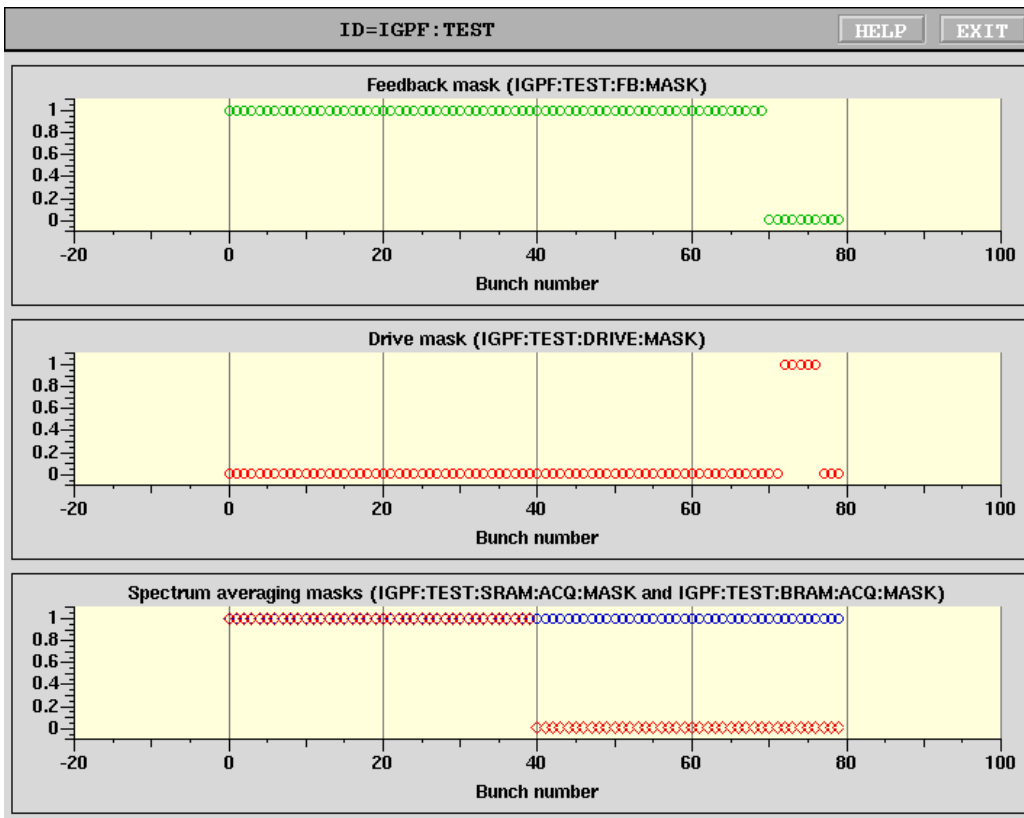 ID=IGPF:TEST HELP EXIT
Feedback mask (IGPF:TEST:FB:MASK)
1
0.8
0.6
0.4
0.2
0
-20 0 20 40 60 80 100
Bunch number
Drive mask (IGPF:TEST:DRIVE:MASK)
1
0.8
0.6
0.4
0.2
0
-20 0 20 40 60 80 100
Bunch number
Spectrum averaging masks (IGPF:TEST:SRAM:ACQ:MASK and IGPF:TEST:BRAM:ACQ:MASK)
1
0.8
0.6
0.4
0.2
0
-20 0 20 40 60 80 100
Bunch number